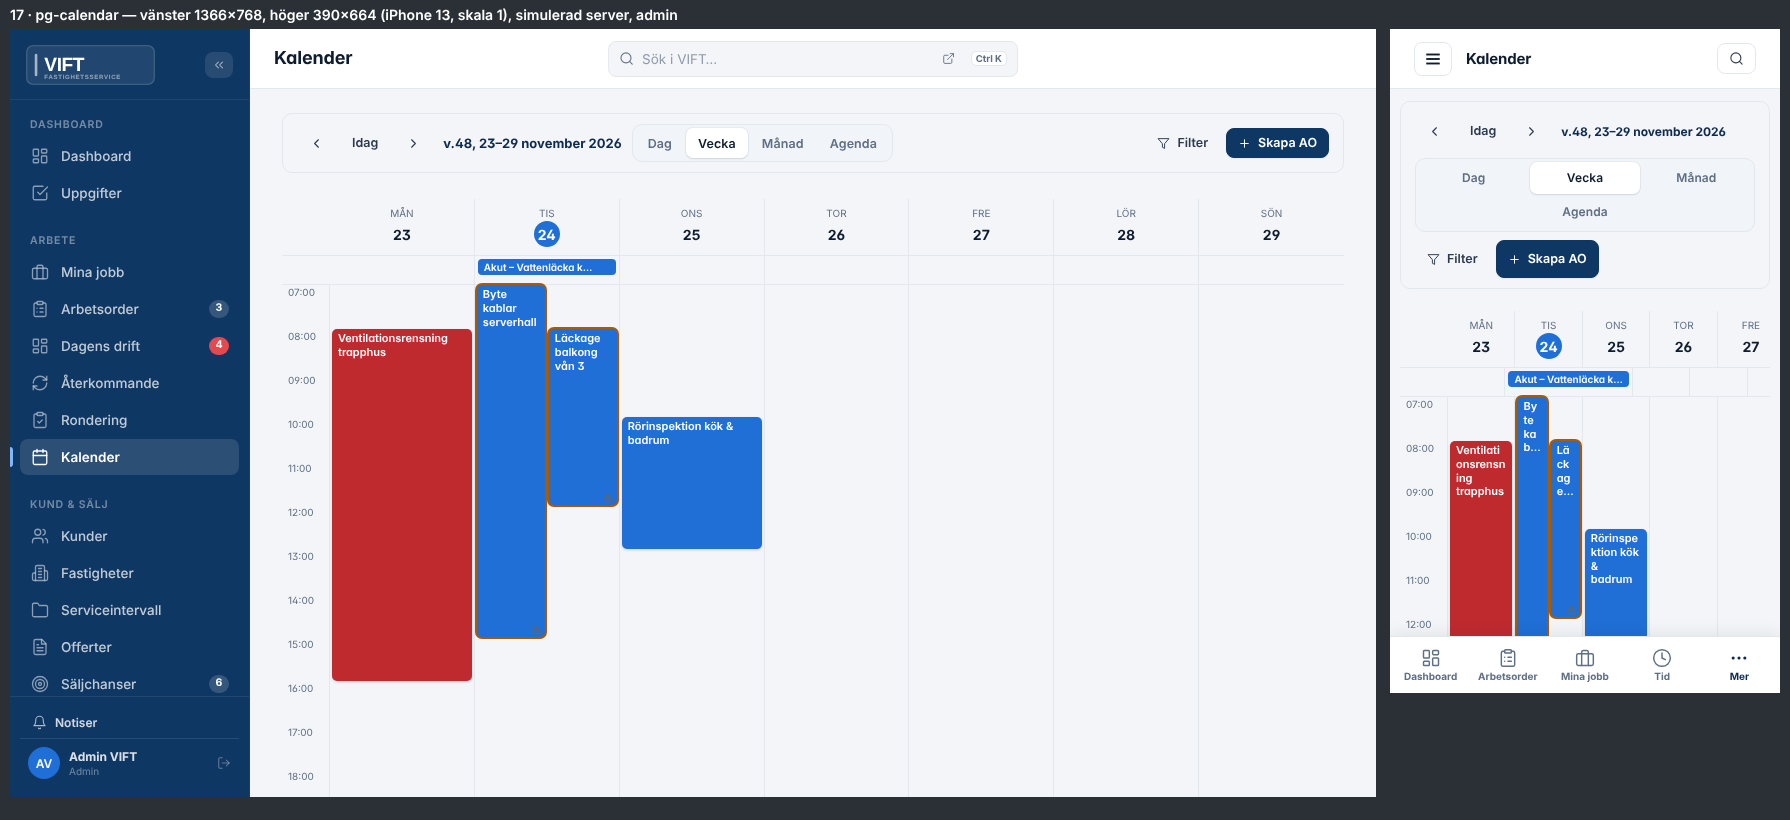 17 · pg-calendar — vänster 1366×768, höger 390×664 (iPhone 13, skala 1), simulerad server, admin
VIFT
FASTIGHETSSERVICE
DASHBOARD
Dashboard
Uppgifter
ARBETE
Mina jobb
Arbetsorder 3
Dagens drift 4
Återkommande
Rondering
Kalender
KUND & SÄLJ
Kunder
Fastigheter
Serviceintervall
Offerter
Säljchanser 6
Notiser
AV Admin VIFT
Admin
Kalender
Sök i VIFT... Ctrl K
Idag v.48, 23–29 november 2026 Dag Vecka Månad Agenda Filter + Skapa AO
MÅN TIS ONS TOR FRE LÖR SÖN
23 24 25 26 27 28 29
Akut – Vattenläcka k...
07:00
08:00
09:00
10:00
11:00
12:00
13:00
14:00
15:00
16:00
17:00
18:00
Ventilationsrensning
trapphus
Byte
kablar
serverhall
Läckage
balkong
vån 3
Rörinspektion kök &
badrum
Kalender
Idag v.48, 23–29 november 2026
Dag Vecka Månad
Agenda
Filter + Skapa AO
MÅN TIS ONS TOR FRE
23 24 25 26 27
Akut – Vattenläcka k...
07:00
08:00
09:00
10:00
11:00
12:00
Ventilati
onsrensn
ing
trapphus
By
te
ka
b...
Lä
ck
ag
e...
Rörinspe
ktion kök
&
badrum
Dashboard Arbetsorder Mina jobb Tid Mer